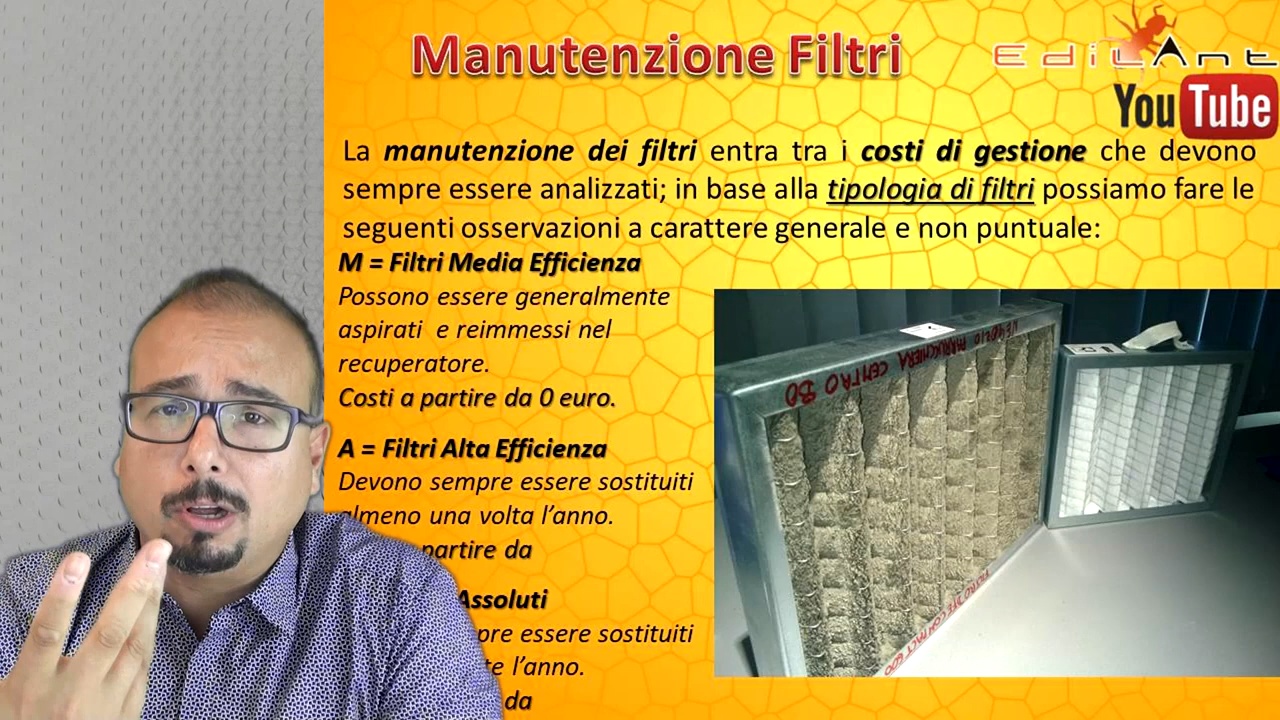 Manutenzione Filtri
EdilAnt
YouTube
La manutenzione dei filtri entra tra i costi di gestione che devono
sempre essere analizzati; in base alla tipologia di filtri possiamo fare le
seguenti osservazioni a carattere generale e non puntuale:
M = Filtri Media Efficienza
Possono essere generalmente
aspirati e reimmessi nel
recuperatore.
Costi a partire da 0 euro.
A = Filtri Alta Efficienza
Devono sempre essere sostituiti
almeno una volta l'anno.
partire da
Assoluti
essere sostituiti
l'anno.
da
CENTRO 80